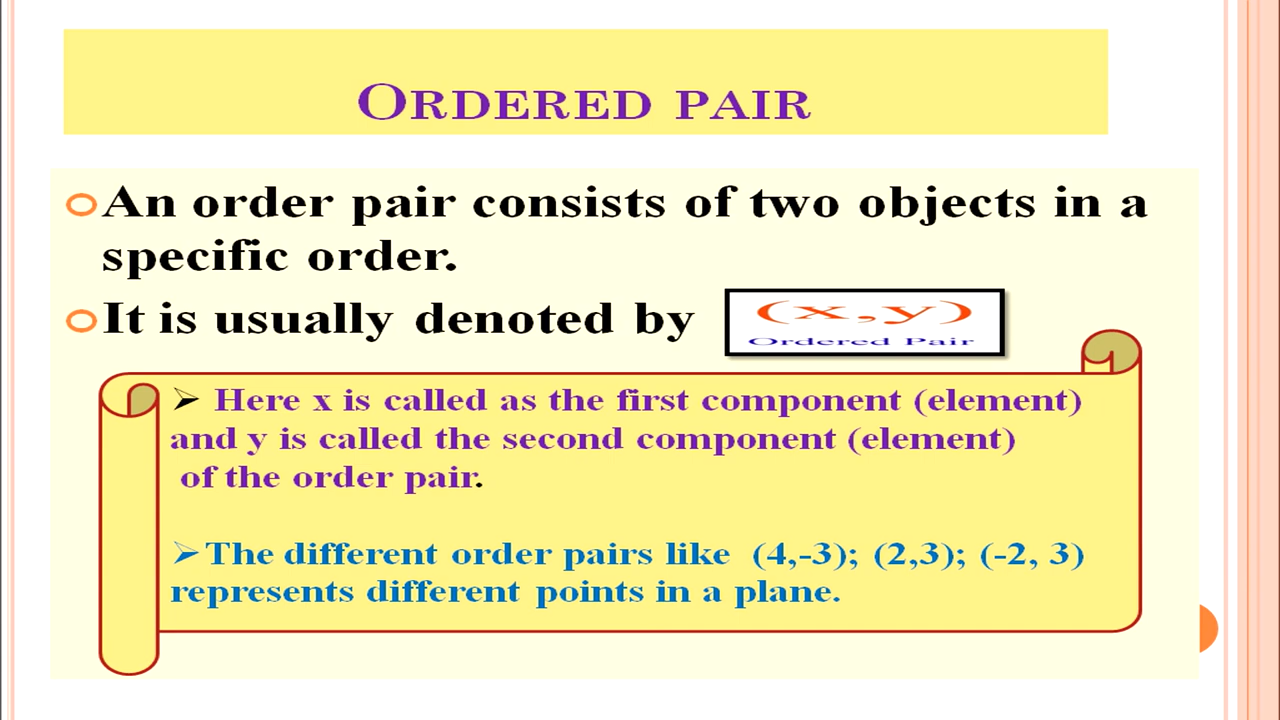 ORDERED PAIR
An order pair consists of two objects in a
specific order.
It is usually denoted by
(x,y)
Ordered Pair
Here x is called as the first component (element)
and y is called the second component (element)
of the order pair.
The different order pairs like (4,-3); (2,3); (-2, 3)
represents different points in a plane.